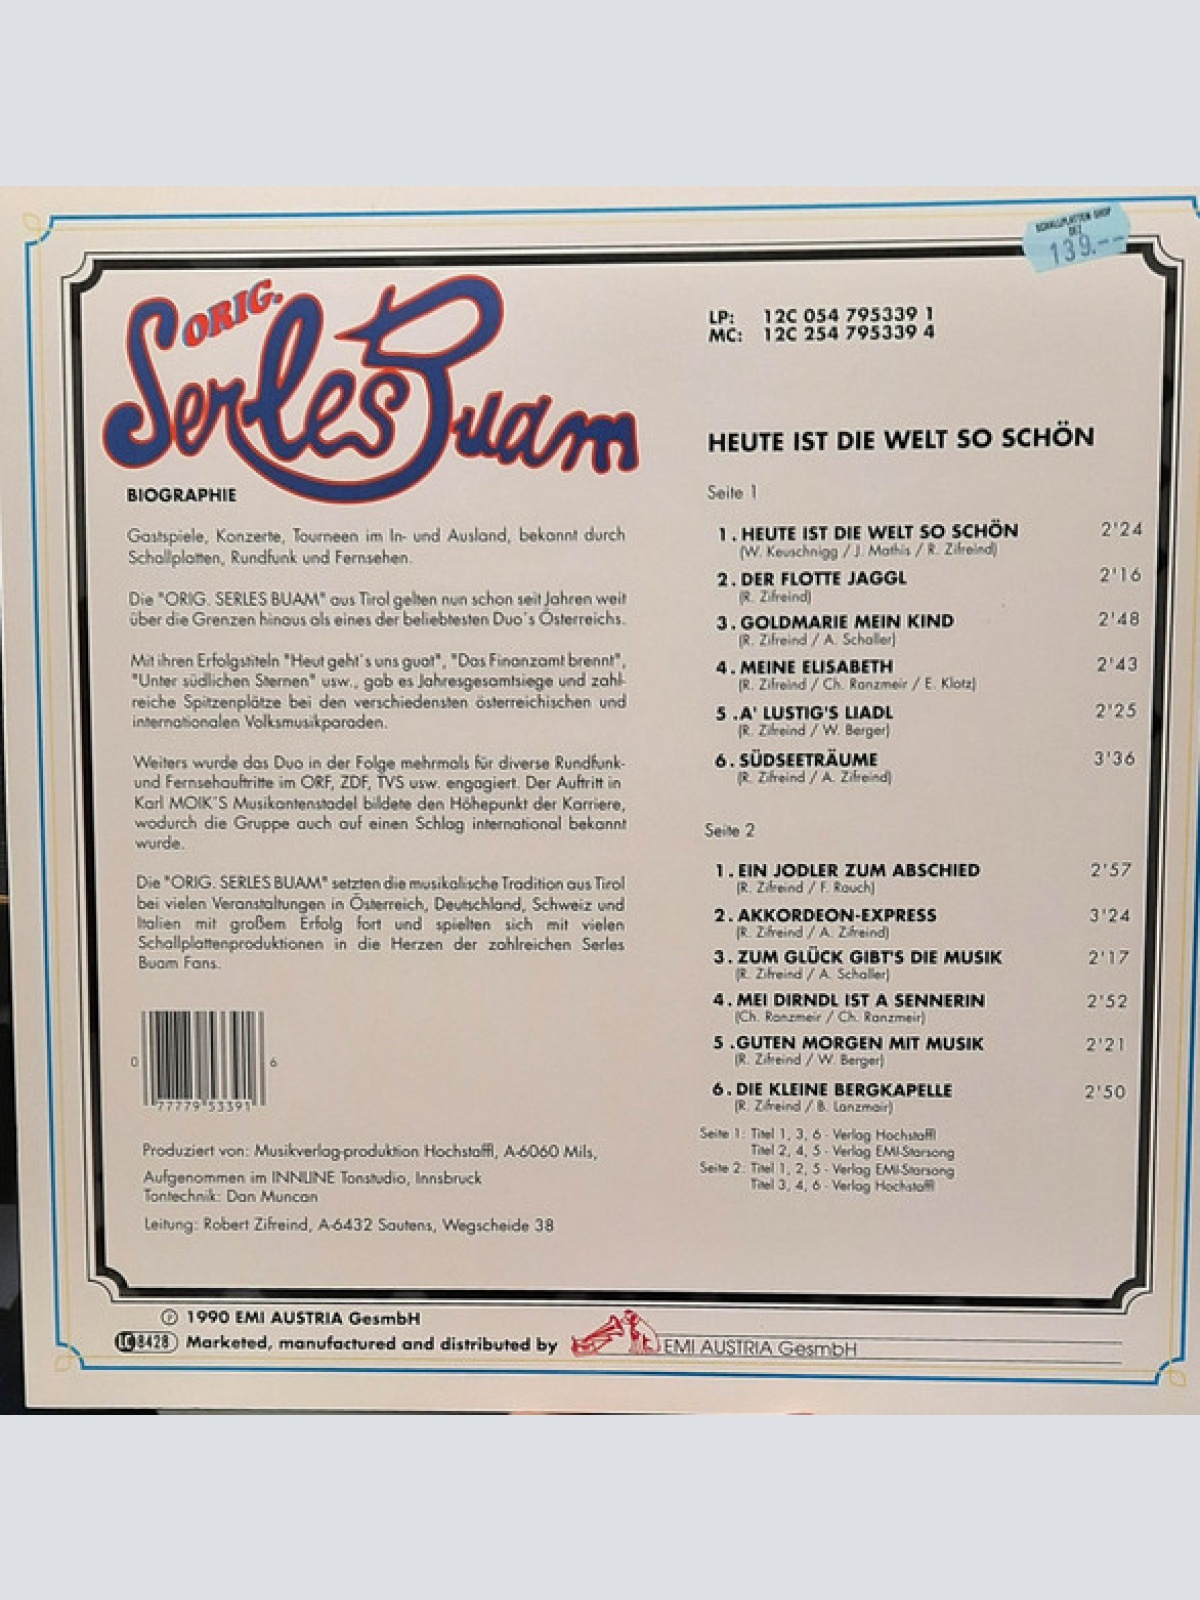 SCHALLPLATTEN-SHOP
DEZ
139.--
ORIG.
Serles Buam
BIOGRAPHIE
Gastspiele, Konzerte, Tourneen im In- und Ausland, bekannt durch
Schallplatten, Rundfunk und Fernsehen.
Die "ORIG. SERLES BUAM" aus Tirol gelten nun schon seit Jahren weit
über die Grenzen hinaus als eines der beliebtesten Duo's Österreichs.
Mit ihren Erfolgstiteln "Heut geht's uns guat", "Das Finanzamt brennt",
"Unter südlichen Sternen" usw., gab es Jahresgesamtsiege und zahl-
reiche Spitzenplätze bei den verschiedensten österreichischen und
internationalen Volksmusikparaden.
Weiters wurde das Duo in der Folge mehrmals für diverse Rundfunk-
und Fernsehauftritte im ORF, ZDF, TVS usw. engagiert. Der Auftritt in
Karl MOIK'S Musikantenstadel bildete den Höhepunkt der Karriere,
wodurch die Gruppe auch auf einen Schlag international bekannt
wurde.
Die "ORIG. SERLES BUAM" setzten die musikalische Tradition aus Tirol
bei vielen Veranstaltungen in Österreich, Deutschland, Schweiz und
Italien mit großem Erfolg fort und spielten sich mit vielen
Schallplattenproduktionen in die Herzen der zahlreichen Serles
Buam Fans.
0 77779 53391 6
Produziert von: Musikverlag-produktion Hochstaffl, A-6060 Mils,
Aufgenommen im INNLINE Tonstudio, Innsbruck
Tontechnik: Dan Muncan
Leitung: Robert Zifreind, A-6432 Sautens, Wegscheide 38
LP: 12C 054 795339 1
MC: 12C 254 795339 4
HEUTE IST DIE WELT SO SCHÖN
Seite 1
1. HEUTE IST DIE WELT SO SCHÖN 2'24
(W. Keuschnigg / J. Mathis / R. Zifreind)
2. DER FLOTTE JAGGL 2'16
(R. Zifreind)
3. GOLDMARIE MEIN KIND 2'48
(R. Zifreind / A. Schaller)
4. MEINE ELISABETH 2'43
(R. Zifreind / Ch. Ranzmeir / E. Klotz)
5 .A' LUSTIG'S LIADL 2'25
(R. Zifreind / W. Berger)
6. SÜDSEETRÄUME 3'36
(R. Zifreind / A. Zifreind)
Seite 2
1. EIN JODLER ZUM ABSCHIED 2'57
(R. Zifreind / F. Rauch)
2. AKKORDEON-EXPRESS 3'24
(R. Zifreind / A. Zifreind)
3. ZUM GLÜCK GIBT'S DIE MUSIK 2'17
(R. Zifreind / A. Schaller)
4. MEI DIRNDL IST A SENNERIN 2'52
(Ch. Ranzmeir / Ch. Ranzmeir)
5 .GUTEN MORGEN MIT MUSIK 2'21
(R. Zifreind / W. Berger)
6. DIE KLEINE BERGKAPELLE 2'50
(R. Zifreind / B. Lanzmair)
Seite 1: Titel 1, 3, 6 - Verlag Hochstaffl
Titel 2, 4, 5 - Verlag EMI-Starsong
Seite 2: Titel 1, 2, 5 - Verlag EMI-Starsong
Titel 3, 4, 6 - Verlag Hochstaffl
Ⓟ 1990 EMI AUSTRIA GesmbH
LC 8428 Marketed, manufactured and distributed by EMI AUSTRIA GesmbH